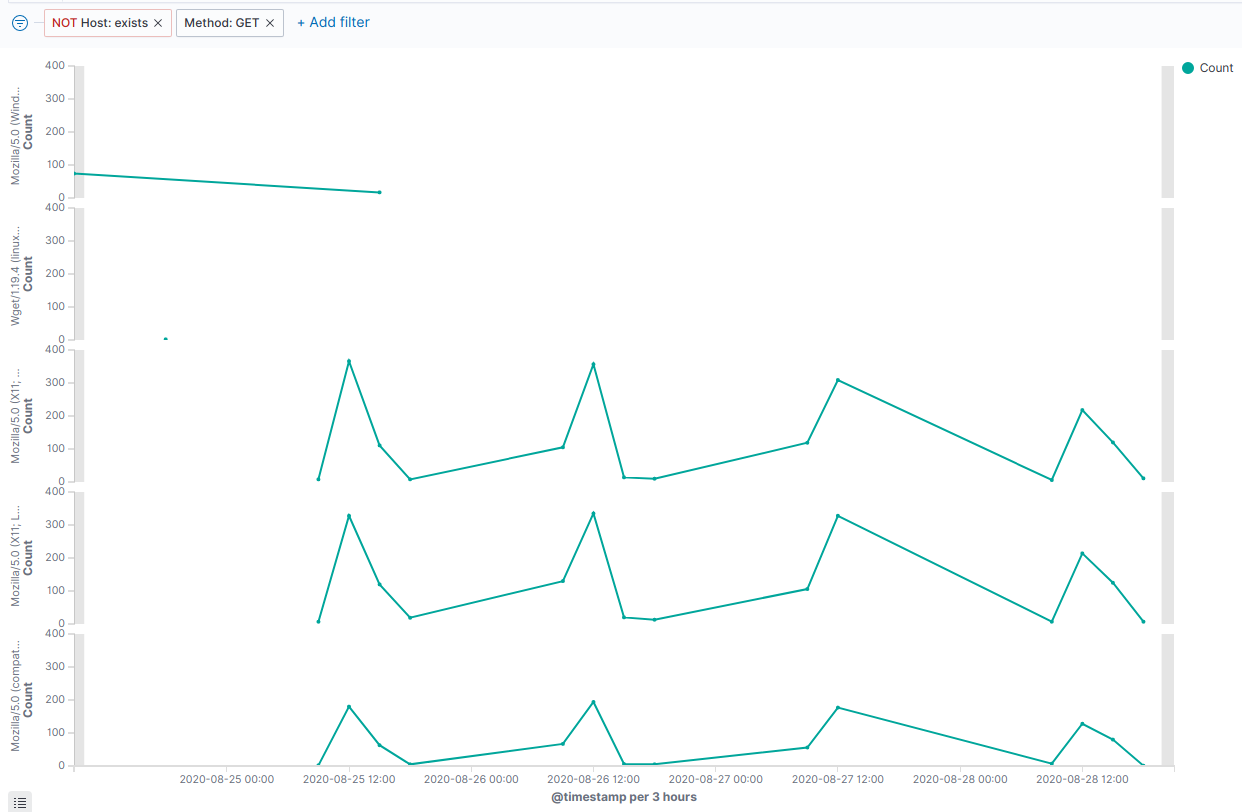 NOT Host: exists × Method: GET × + Add filter
Count
400
300
200
100
0
Mozilla/5.0 (Wind...
Count
400
300
200
100
0
Wget/1.19.4 (linux...
Count
400
300
200
100
0
Mozilla/5.0 (X11; ...
Count
400
300
200
100
0
Mozilla/5.0 (X11; L...
Count
400
300
200
100
0
Mozilla/5.0 (compat...
Count
2020-08-25 00:00 2020-08-25 12:00 2020-08-26 00:00 2020-08-26 12:00 2020-08-27 00:00 2020-08-27 12:00 2020-08-28 00:00 2020-08-28 12:00
@timestamp per 3 hours